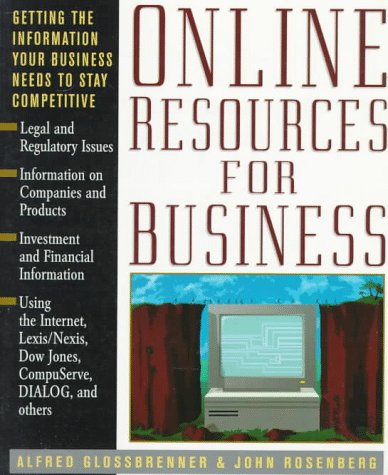 GETTING THE
INFORMATION
YOUR BUSINESS
NEEDS TO STAY
COMPETITIVE
Legal and
Regulatory Issues
Information on
Companies and
Products
Investment
and Financial
Information
Using
the Internet,
Lexis/Nexis,
Dow Jones,
CompuServe,
DIALOG, and
others
ONLINE
RESOURCES
FOR
BUSINESS
ALFRED GLOSSBRENNER & JOHN ROSENBERG